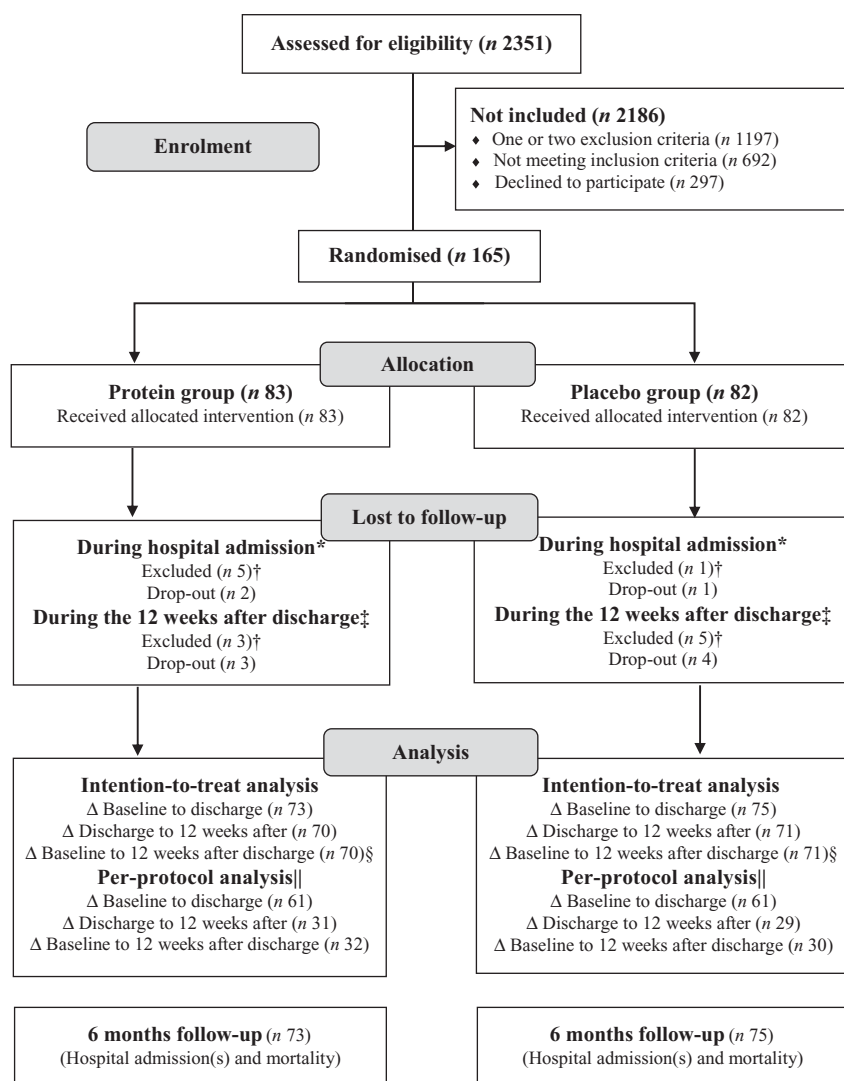 Assessed for eligibility (n 2351)
Enrolment
Not included (n 2186)
♦ One or two exclusion criteria (n 1197)
♦ Not meeting inclusion criteria (n 692)
♦ Declined to participate (n 297)
Randomised (n 165)
Allocation
Protein group (n 83)
Received allocated intervention (n 83)
Placebo group (n 82)
Received allocated intervention (n 82)
Lost to follow-up
During hospital admission*
Excluded (n 5)†
Drop-out (n 2)
During the 12 weeks after discharge‡
Excluded (n 3)†
Drop-out (n 3)
During hospital admission*
Excluded (n 1)†
Drop-out (n 1)
During the 12 weeks after discharge‡
Excluded (n 5)†
Drop-out (n 4)
Analysis
Intention-to-treat analysis
Δ Baseline to discharge (n 73)
Δ Discharge to 12 weeks after (n 70)
Δ Baseline to 12 weeks after discharge (n 70)§
Per-protocol analysis||
Δ Baseline to discharge (n 61)
Δ Discharge to 12 weeks after (n 31)
Δ Baseline to 12 weeks after discharge (n 32)
Intention-to-treat analysis
Δ Baseline to discharge (n 75)
Δ Discharge to 12 weeks after (n 71)
Δ Baseline to 12 weeks after discharge (n 71)§
Per-protocol analysis||
Δ Baseline to discharge (n 61)
Δ Discharge to 12 weeks after (n 29)
Δ Baseline to 12 weeks after discharge (n 30)
6 months follow-up (n 73)
(Hospital admission(s) and mortality)
6 months follow-up (n 75)
(Hospital admission(s) and mortality)